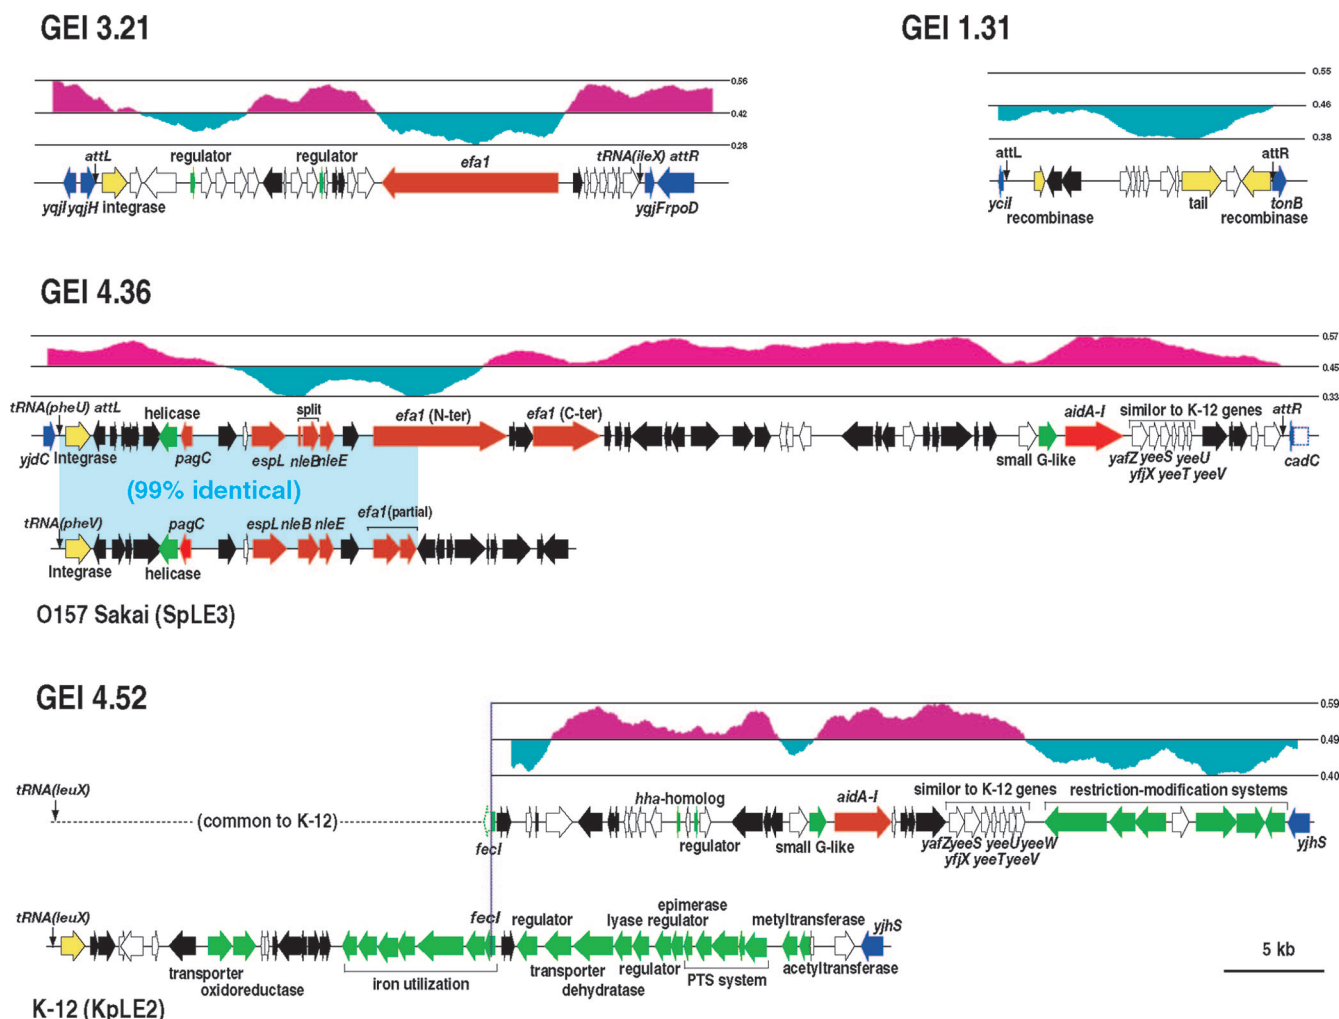 GEI 3.21
GEI 1.31
0.56
0.42
0.28
0.55
0.46
0.38
attL
regulator
regulator
efa1
tRNA(ileX) attR
yqjI yqjH integrase
ygjF rpoD
attL
attR
yciI
recombinase
tail
tonB
recombinase
GEI 4.36
0.57
0.45
0.33
tRNA(pheU) attL
helicase
split
efa1 (N-ter)
efa1 (C-ter)
aidA-I
similor to K-12 genes
attR
yjdC Integrase
pagC
espL nleB nleE
small G-like
yafZ yeeS yeeU
yfjX yeeT yeeV
cadC
(99% identical)
tRNA(pheV)
pagC
espL nleB nleE
efa1(partial)
Integrase
helicase
O157 Sakai (SpLE3)
GEI 4.52
0.59
0.49
0.40
tRNA(leuX)
(common to K-12)
fecI
hha-homolog
regulator
small G-like
aidA-I
similor to K-12 genes
restriction-modification systems
yafZ yeeS yeeU yeeW
yfjX yeeT yeeV
yjhS
tRNA(leuX)
fecI
regulator
epimerase
lyase regulator
metyltransferase
yjhS
transporter
oxidoreductase
iron utilization
transporter
dehydratase
regulator
PTS system
acetyltransferase
5 kb
K-12 (KpLE2)